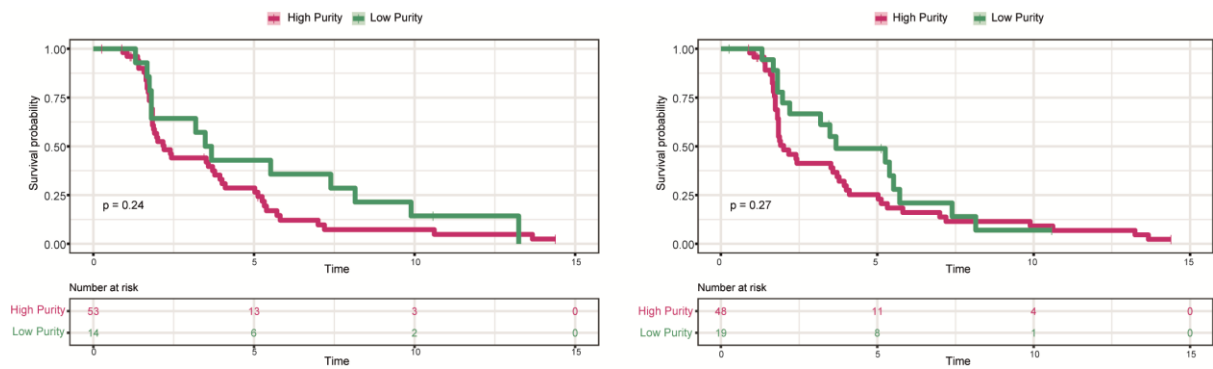 High Purity Low Purity
1.00
0.75
0.50
0.25
0.00
Survival probability
p = 0.24
0 5 10 15
Time
Number at risk
High Purity 53 13 3 0
Low Purity 14 6 2 0
0 5 10 15
Time
High Purity Low Purity
1.00
0.75
0.50
0.25
0.00
Survival probability
p = 0.27
0 5 10 15
Time
Number at risk
High Purity 48 11 4 0
Low Purity 19 8 1 0
0 5 10 15
Time